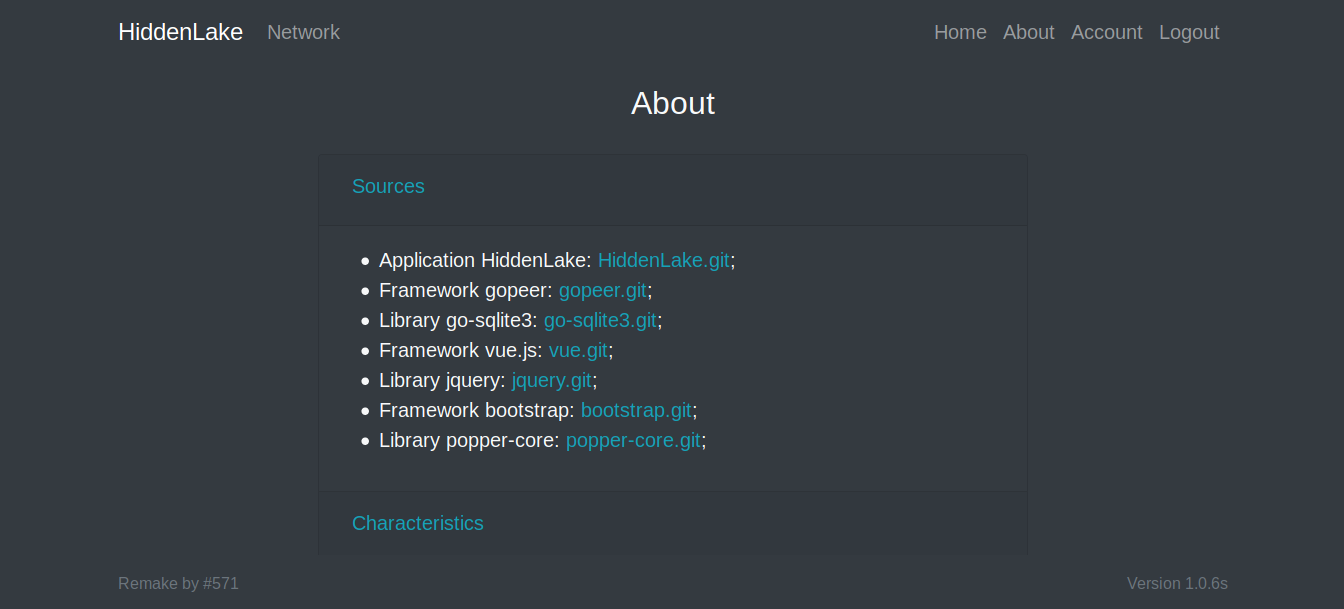 HiddenLake Network Home About Account Logout
About
Sources
Application HiddenLake: HiddenLake.git;
Framework gopeer: gopeer.git;
Library go-sqlite3: go-sqlite3.git;
Framework vue.js: vue.git;
Library jquery: jquery.git;
Framework bootstrap: bootstrap.git;
Library popper-core: popper-core.git;
Characteristics
Remake by #571 Version 1.0.6s